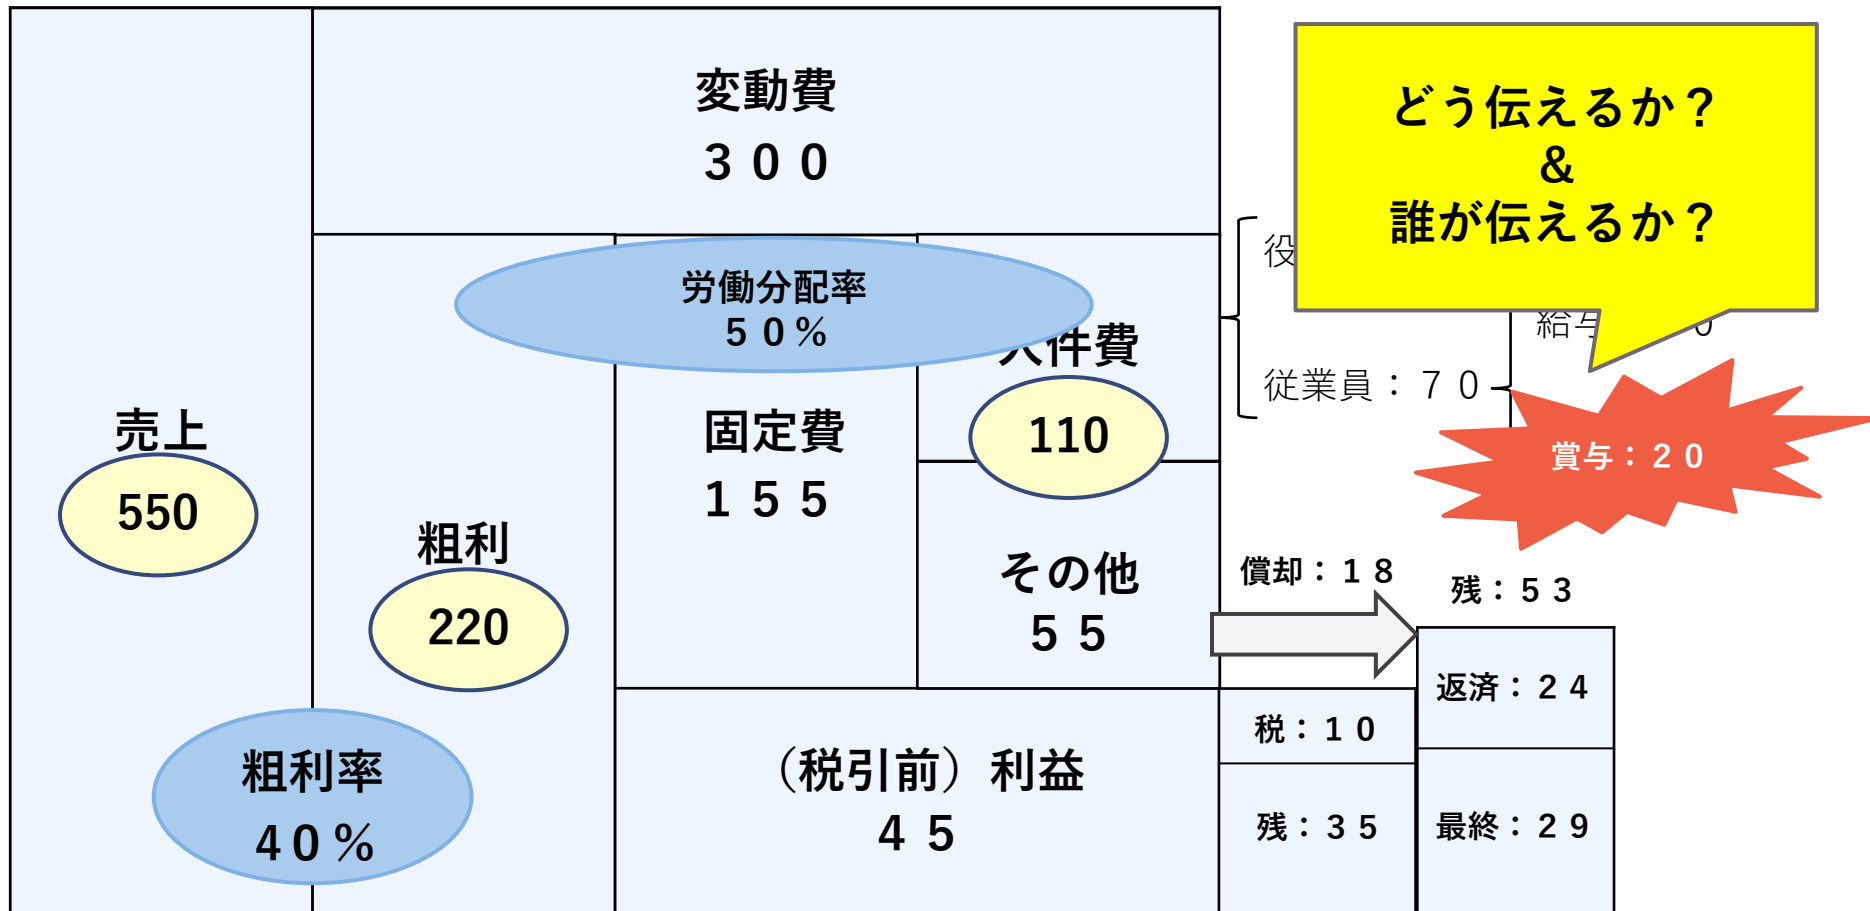 変動費
３００
どう伝えるか？
＆
誰が伝えるか？
役
労働分配率
５０％
件費
給与
従業員：７０
売上
550
固定費
１５５
110
賞与：２０
粗利
220
その他
５５
償却：１８
残：５３
返済：２４
税：１０
粗利率
４０％
（税引前）利益
４５
残：３５
最終：２９